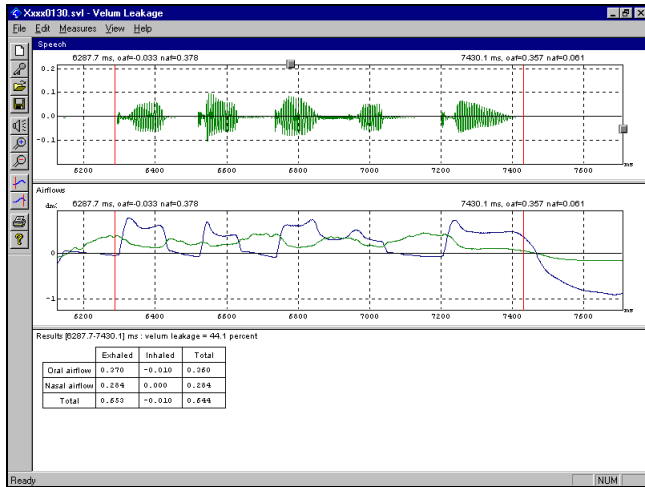 Xxxx0130.svl - Velum Leakage
File Edit Measures View Help
Speech
6287.7 ms, oaf=-0.033 naf=0.378 7430.1 ms, oaf=0.357 naf=0.061
0.2
0.1
0.0
-0.1
6200 6400 6600 6800 7000 7200 7400 7600 ms
Airflows
6287.7 ms, oaf=-0.033 naf=0.378 7430.1 ms, oaf=0.357 naf=0.061
0
-1
6200 6400 6600 6800 7000 7200 7400 7600 ms
Results [6287.7-7430.1] ms : velum leakage = 44.1 percent
Exhaled Inhaled Total
Oral airflow 0.370 -0.010 0.360
Nasal airflow 0.284 0.000 0.284
Total 0.653 -0.010 0.644
Ready NUM